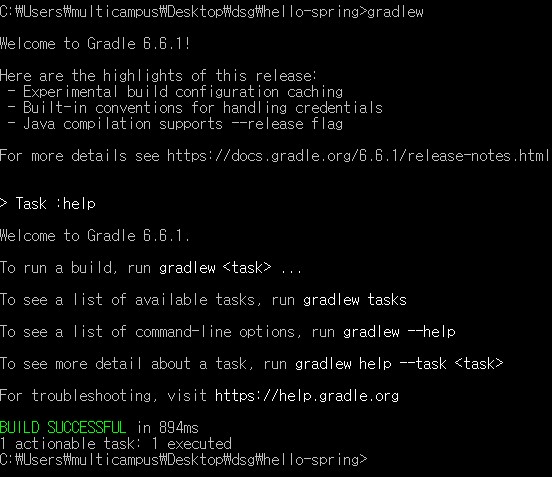 C:₩Users₩multicampus₩Desktop₩dsg₩hello-spring>gradlew
Welcome to Gradle 6.6.1!
Here are the highlights of this release:
- Experimental build configuration caching
- Built-in conventions for handling credentials
- Java compilation supports --release flag
For more details see https://docs.gradle.org/6.6.1/release-notes.html
> Task :help
Welcome to Gradle 6.6.1.
To run a build, run gradlew <task> ...
To see a list of available tasks, run gradlew tasks
To see a list of command-line options, run gradlew --help
To see more detail about a task, run gradlew help --task <task>
For troubleshooting, visit https://help.gradle.org
BUILD SUCCESSFUL in 894ms
1 actionable task: 1 executed
C:₩Users₩multicampus₩Desktop₩dsg₩hello-spring>